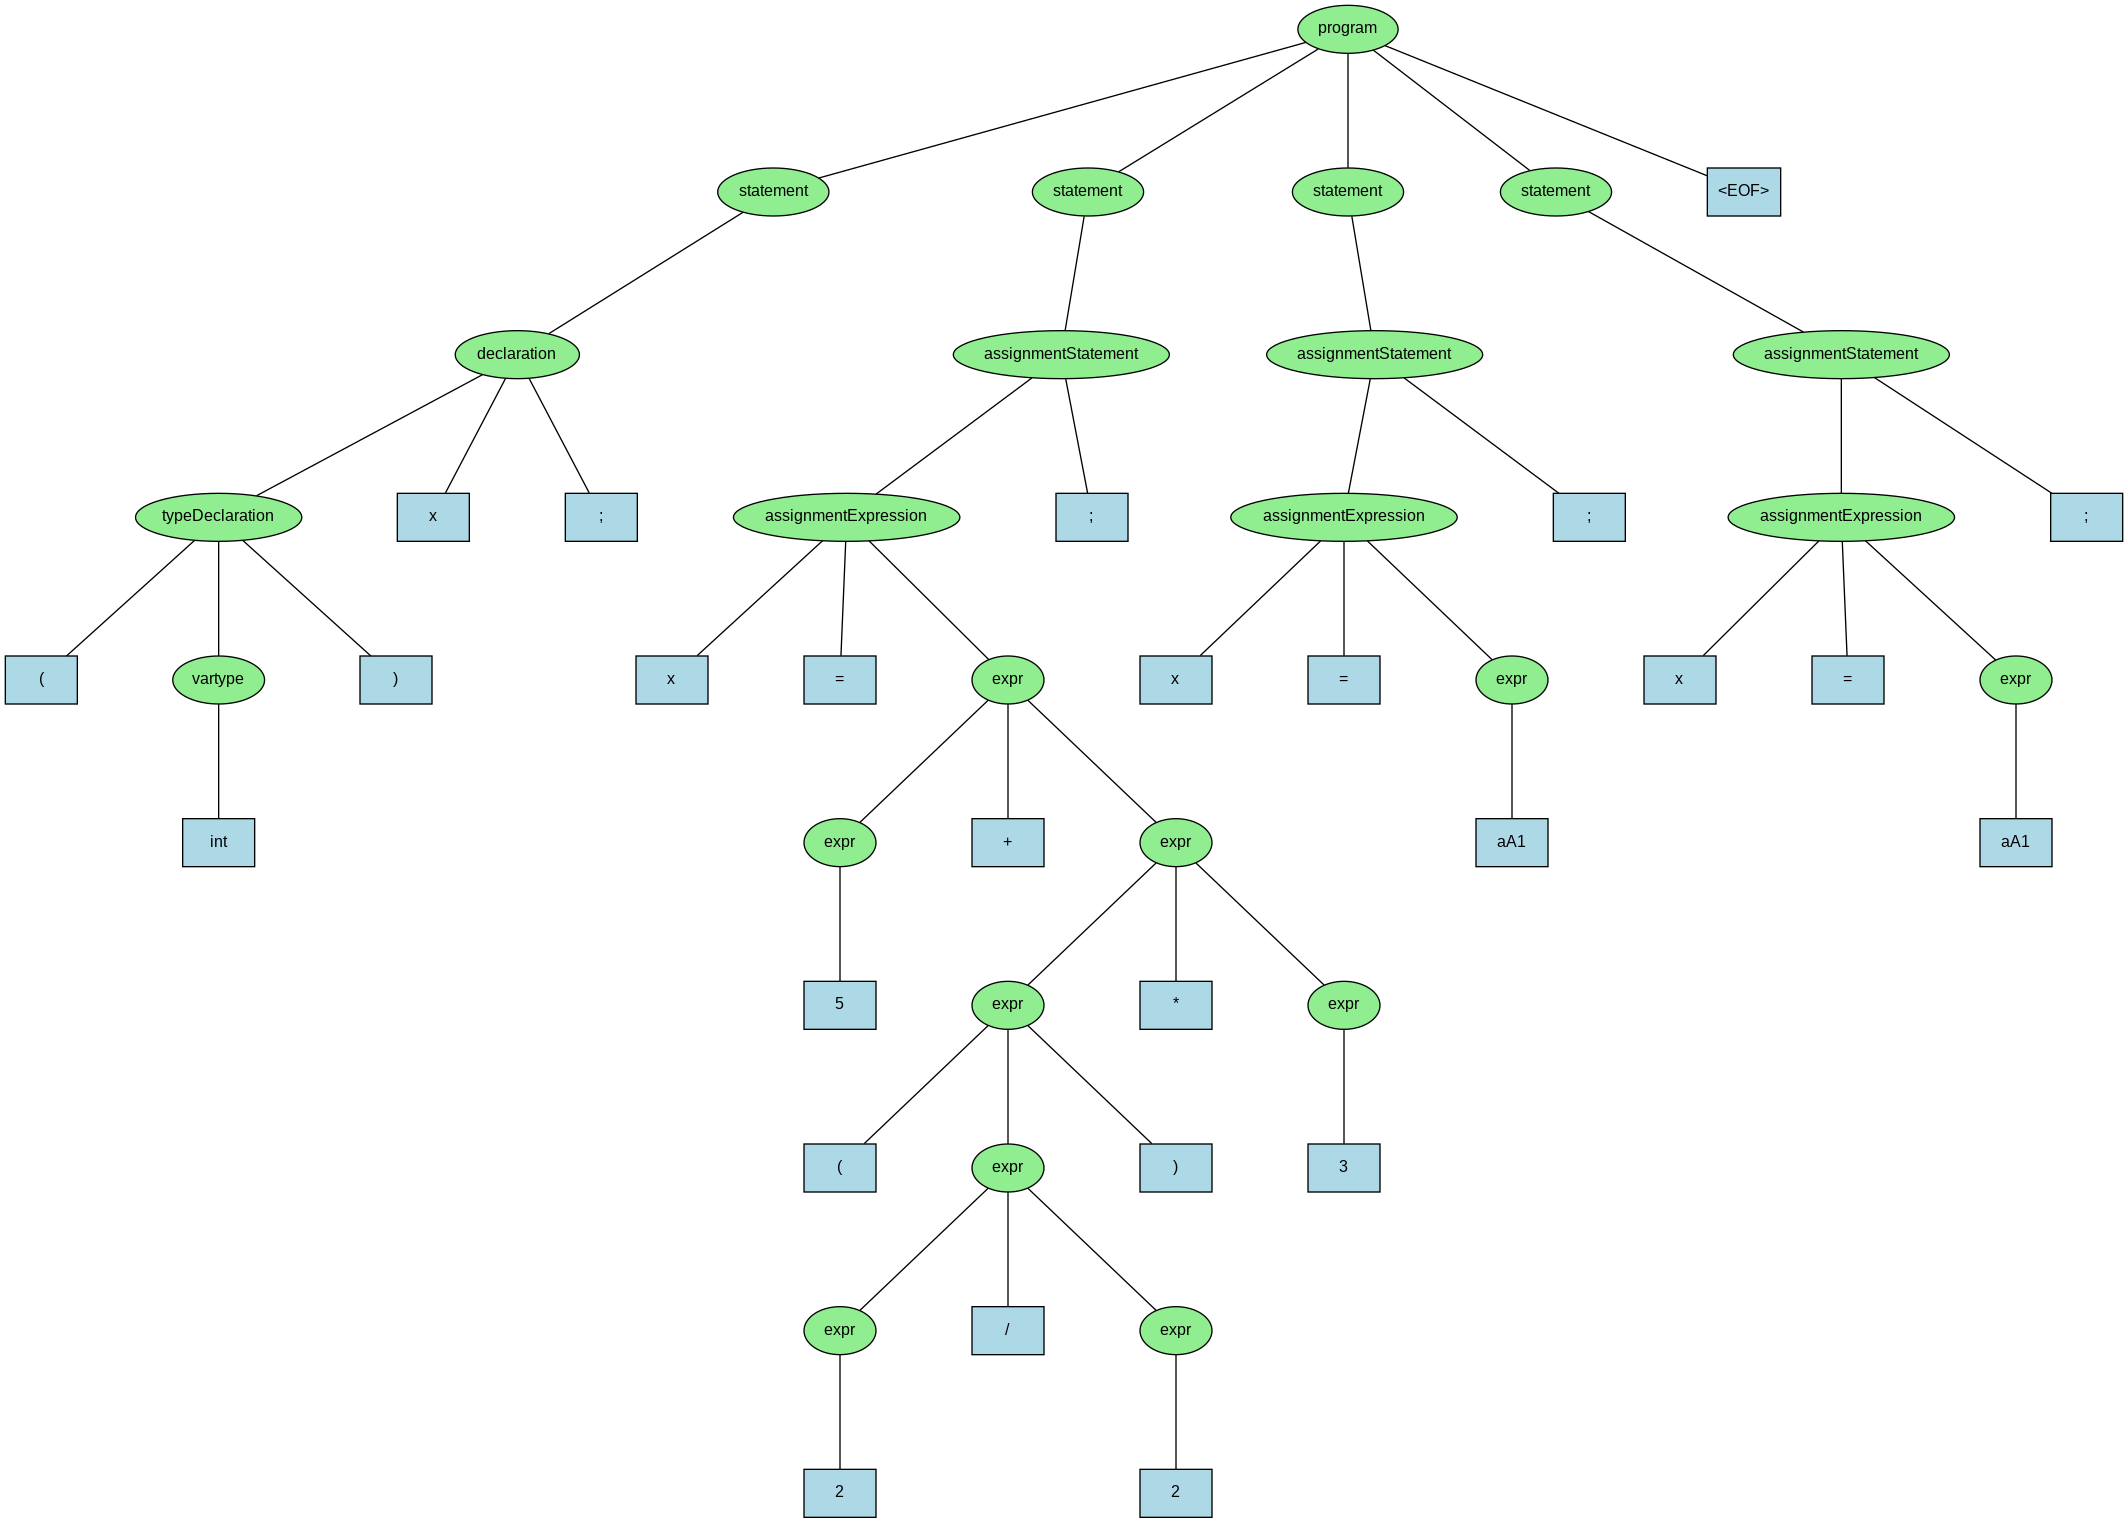 program
statement statement statement statement <EOF>
declaration assignmentStatement assignmentStatement assignmentStatement
typeDeclaration x ; assignmentExpression ; assignmentExpression ; assignmentExpression ;
( vartype ) x = expr x = expr x = expr
int expr + expr aA1 aA1
5 expr * expr
( expr ) 3
expr / expr
2 2